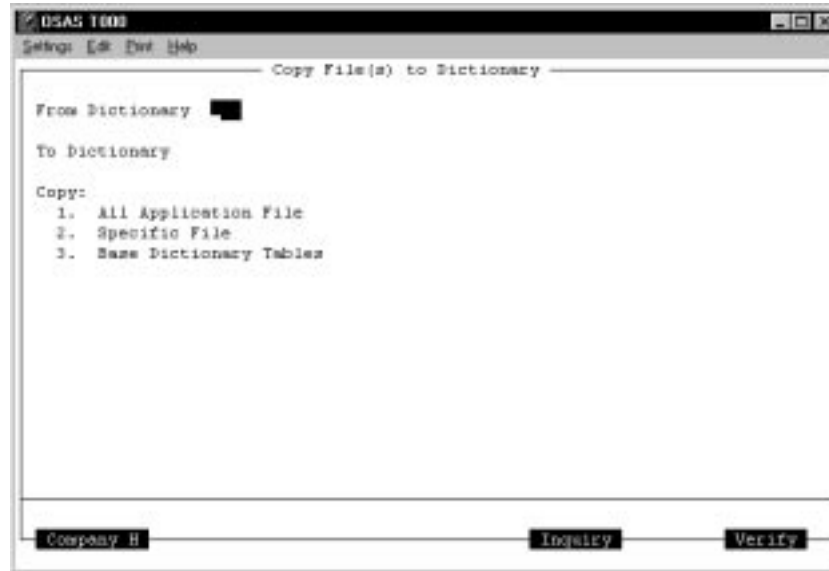 OSAS T000
Settings Edit Print Help
Copy File(s) to Dictionary
From Dictionary
To Dictionary
Copy:
1. All Application File
2. Specific File
3. Base Dictionary Tables
Company H Inquiry Verify